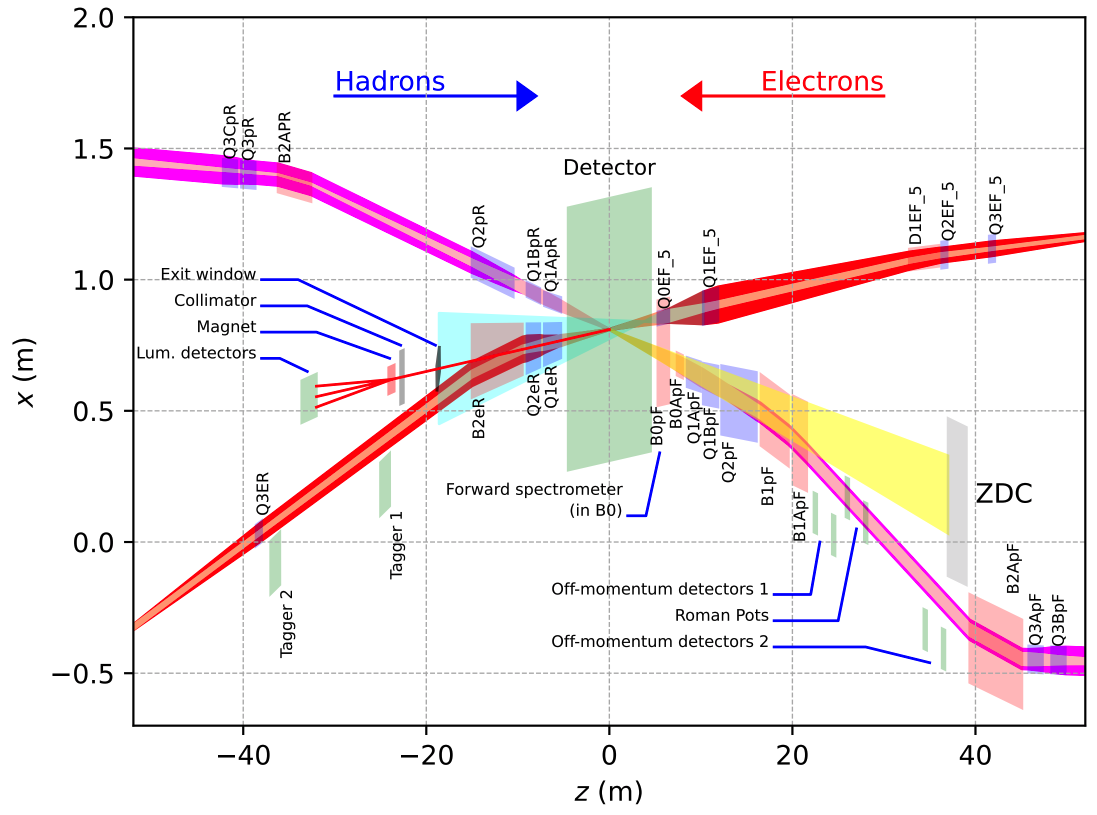 2.0
1.5
1.0
0.5
0.0
−0.5
x (m)
−40
−20
0
20
40
z (m)
Hadrons
Electrons
Detector
Q3CpR
Q3pR
B2APR
Q2pR
Q1BpR
Q1ApR
Q0EF_5
Q1EF_5
D1EF_5
Q2EF_5
Q3EF_5
Exit window
Collimator
Magnet
Lum. detectors
B2eR
Q2eR
Q1eR
B0pF
B0ApF
Q1ApF
Q1BpF
Q2pF
B1pF
B1ApF
Q3ER
Tagger 1
Tagger 2
Forward spectrometer
(in B0)
ZDC
Off-momentum detectors 1
Roman Pots
Off-momentum detectors 2
B2ApF
Q3ApF
Q3BpF